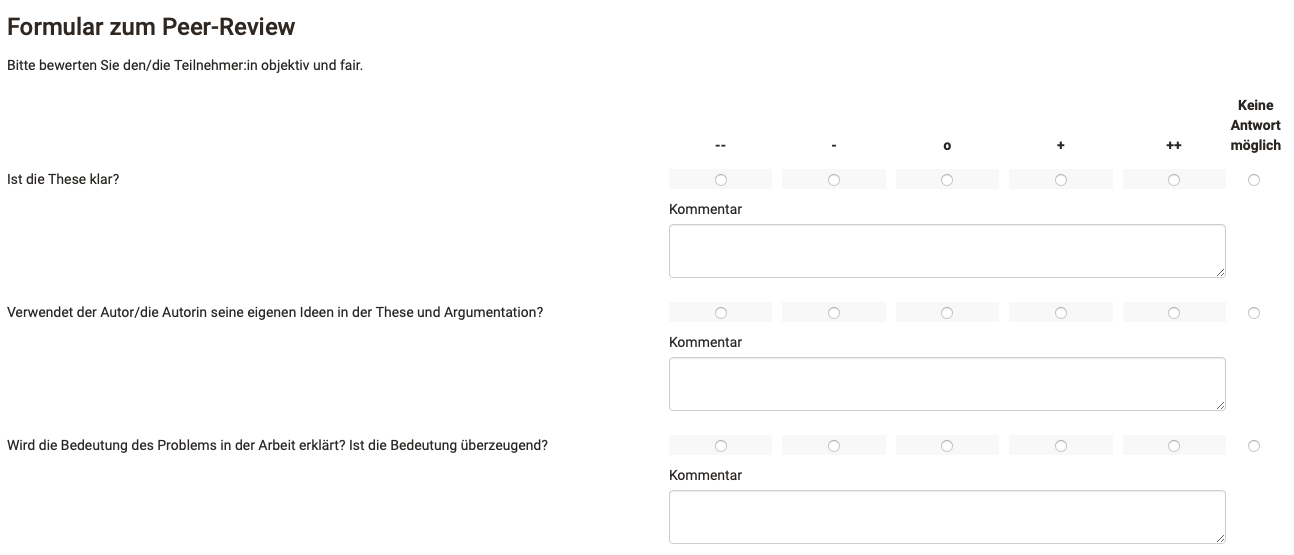 Formular zum Peer-Review
Bitte bewerten Sie den/die Teilnehmer:in objektiv und fair.
Keine
Antwort
-- - o + ++ möglich
Ist die These klar?
Kommentar
Verwendet der Autor/die Autorin seine eigenen Ideen in der These und Argumentation?
Kommentar
Wird die Bedeutung des Problems in der Arbeit erklärt? Ist die Bedeutung überzeugend?
Kommentar